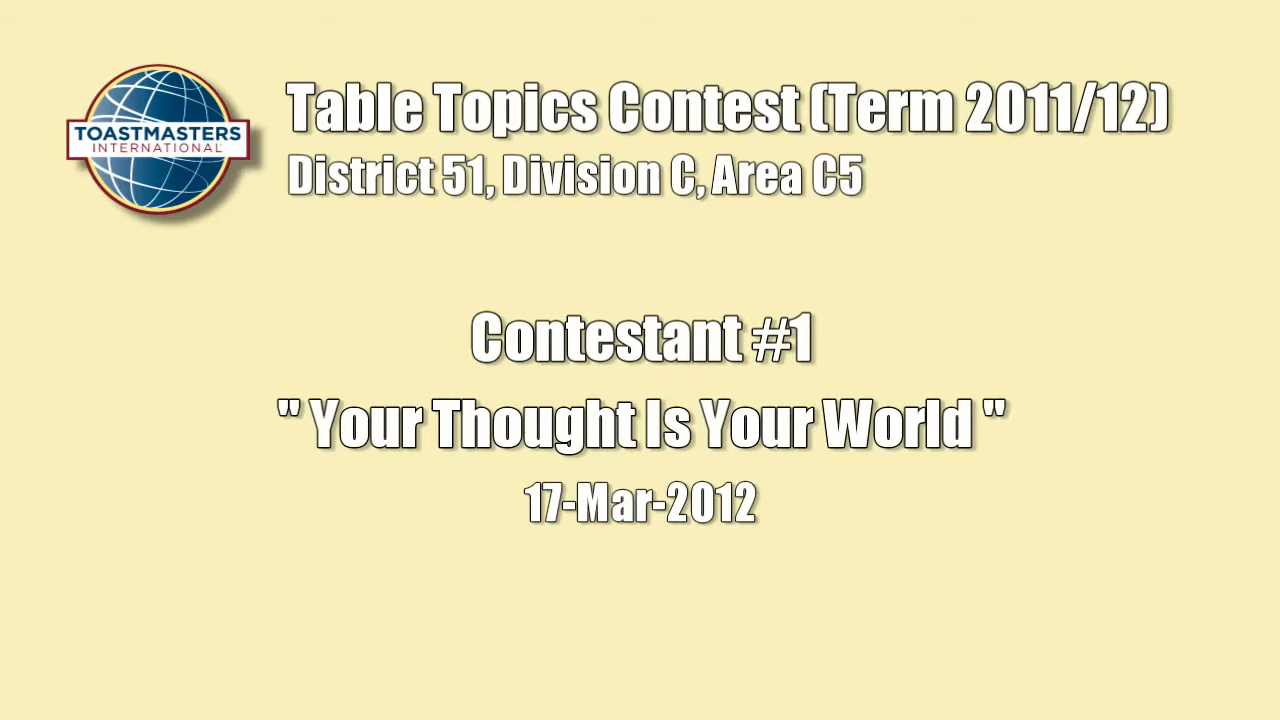 TOASTMASTERS
INTERNATIONAL
Table Topics Contest (Term 2011/12)
District 51, Division C, Area C5
Contestant #1
" Your Thought Is Your World "
17-Mar-2012